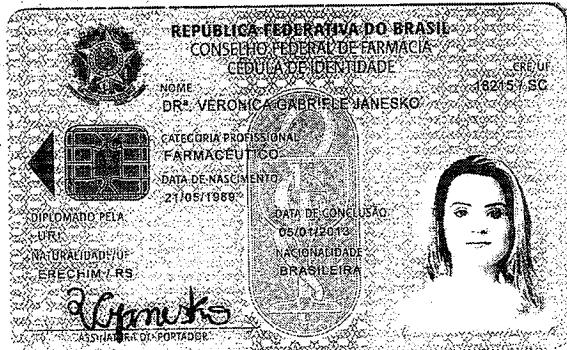 REPÚBLICA FEDERATIVA DO BRASIL
CONSELHO FEDERAL DE FARMÁCIA
CÉDULA DE IDENTIDADE
CRF/UF
18215 / SC
NOME
DRª. VERONICA GABRIELE JANESKO
CATEGORIA PROFISSIONAL
FARMACÊUTICO
DATA DE NASCIMENTO
21/05/1989
DIPLOMADO PELA
URI
DATA DE CONCLUSÃO
05/01/2013
NATURALIDADE/UF
ERECHIM / RS
NACIONALIDADE
BRASILEIRA
VGJanesko
ASSINATURA DO PORTADOR